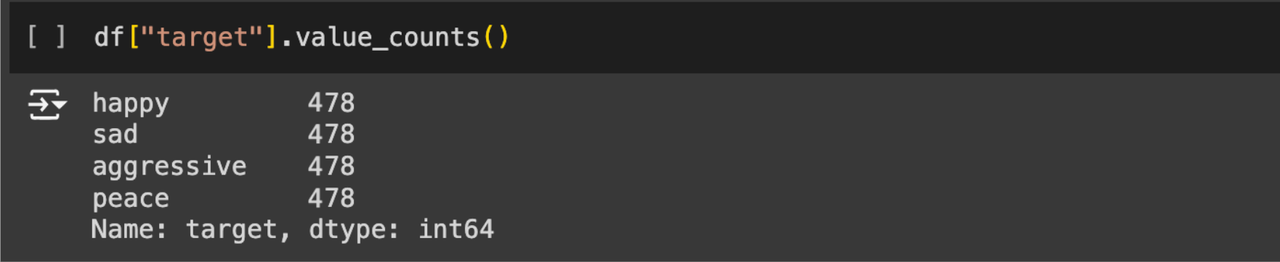 [ ] df["target"].value_counts()
happy 478
sad 478
aggressive 478
peace 478
Name: target, dtype: int64